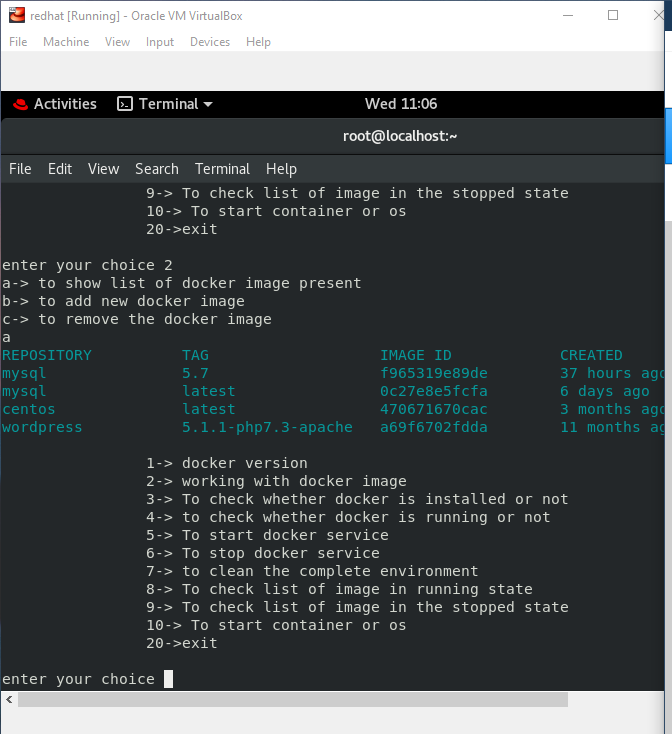 redhat [Running] - Oracle VM VirtualBox
File Machine View Input Devices Help
Activities Terminal Wed 11:06
root@localhost:~
File Edit View Search Terminal Help
9-> To check list of image in the stopped state
10-> To start container or os
20->exit
enter your choice 2
a-> to show list of docker image present
b-> to add new docker image
c-> to remove the docker image
a
REPOSITORY TAG IMAGE ID CREATED
mysql 5.7 f965319e89de 37 hours ago
mysql latest 0c27e8e5fcfa 6 days ago
centos latest 470671670cac 3 months ago
wordpress 5.1.1-php7.3-apache a69f6702fdda 11 months ag
1-> docker version
2-> working with docker image
3-> To check whether docker is installed or not
4-> to check whether docker is running or not
5-> To start docker service
6-> To stop docker service
7-> to clean the complete environment
8-> To check list of image in running state
9-> To check list of image in the stopped state
10-> To start container or os
20->exit
enter your choice